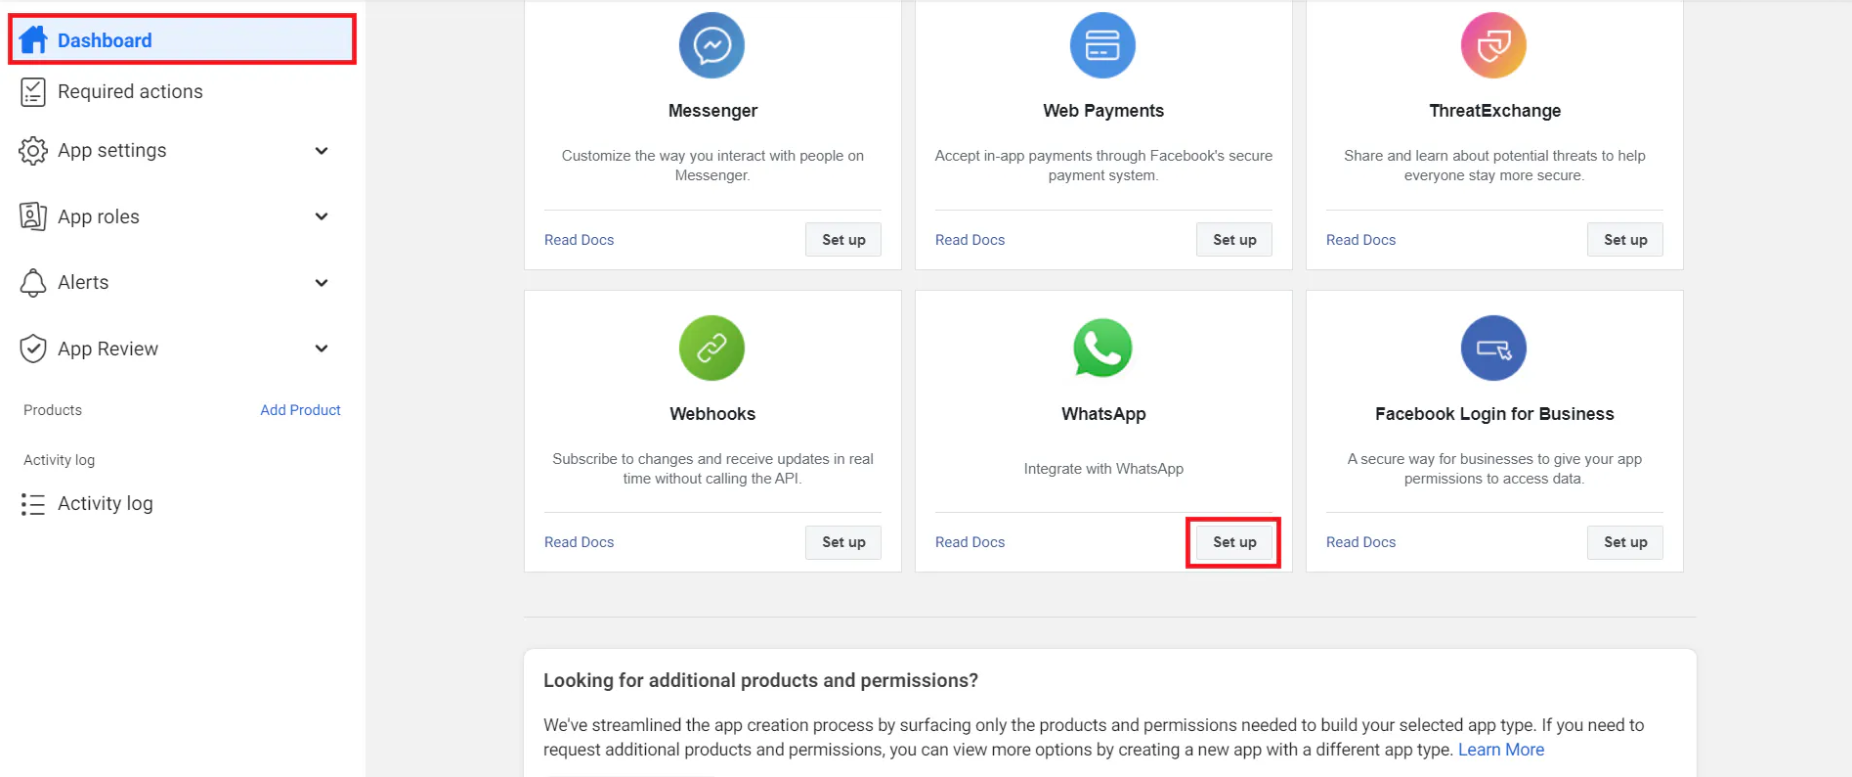 Dashboard
Required actions
App settings
App roles
Alerts
App Review
Products
Add Product
Activity log
Activity log
Messenger
Customize the way you interact with people on
Messenger.
Read Docs
Set up
Web Payments
Accept in-app payments through Facebook's secure
payment system.
Read Docs
Set up
ThreatExchange
Share and learn about potential threats to help
everyone stay more secure.
Read Docs
Set up
Webhooks
Subscribe to changes and receive updates in real
time without calling the API.
Read Docs
Set up
WhatsApp
Integrate with WhatsApp
Read Docs
Set up
Facebook Login for Business
A secure way for businesses to give your app
permissions to access data.
Read Docs
Set up
Looking for additional products and permissions?
We've streamlined the app creation process by surfacing only the products and permissions needed to build your selected app type. If you need to
request additional products and permissions, you can view more options by creating a new app with a different app type. Learn More